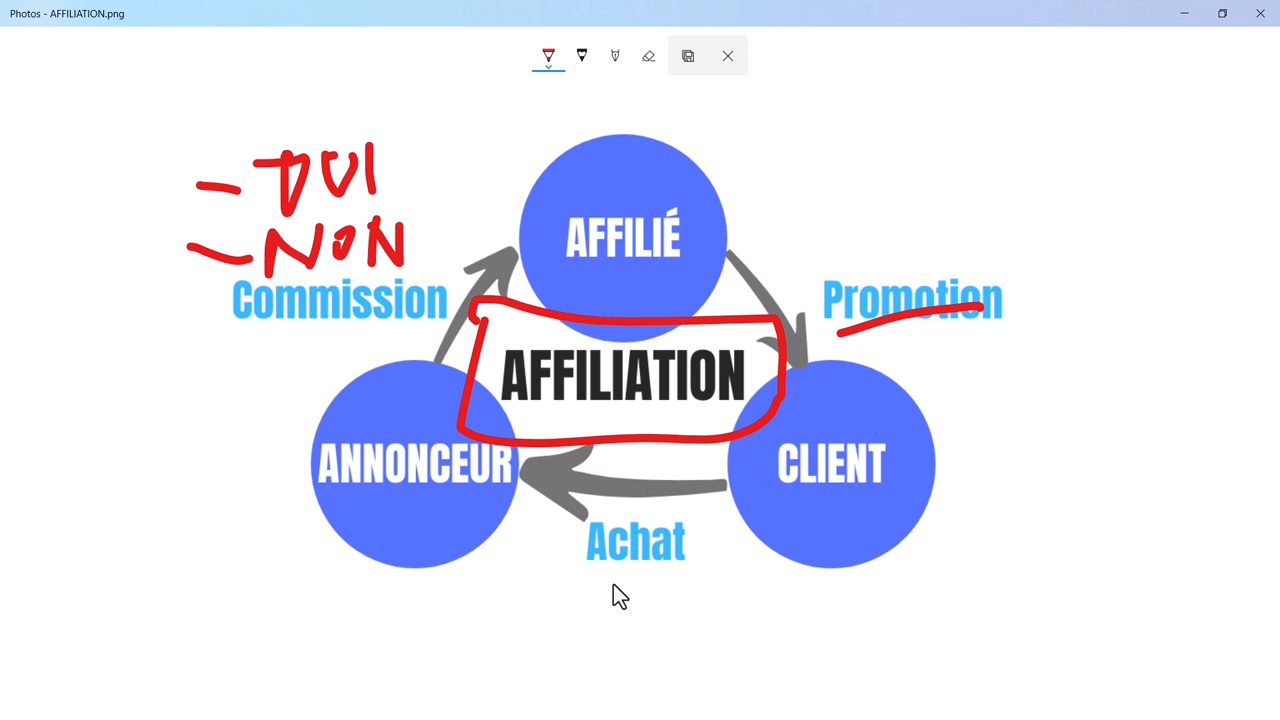 Photos - AFFILIATION.png
- OUI
- NON
AFFILIÉ
Commission
Promotion
AFFILIATION
ANNONCEUR
CLIENT
Achat